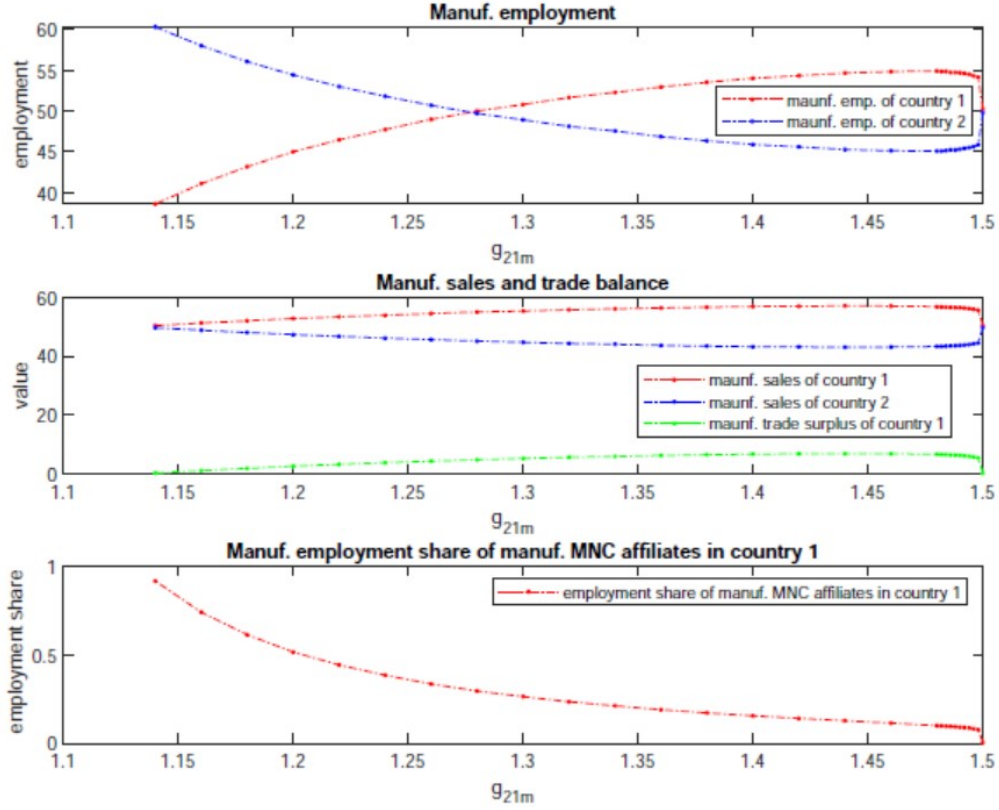 Manuf. employment
employment
60
55
50
45
40
maunf. emp. of country 1
maunf. emp. of country 2
1.1 1.15 1.2 1.25 1.3 1.35 1.4 1.45 1.5
g21m
Manuf. sales and trade balance
value
60
40
20
0
maunf. sales of country 1
maunf. sales of country 2
maunf. trade surplus of country 1
1.1 1.15 1.2 1.25 1.3 1.35 1.4 1.45 1.5
g21m
Manuf. employment share of manuf. MNC affiliates in country 1
employment share
1
0.5
0
employment share of manuf. MNC affiliates in country 1
1.1 1.15 1.2 1.25 1.3 1.35 1.4 1.45 1.5
g21m